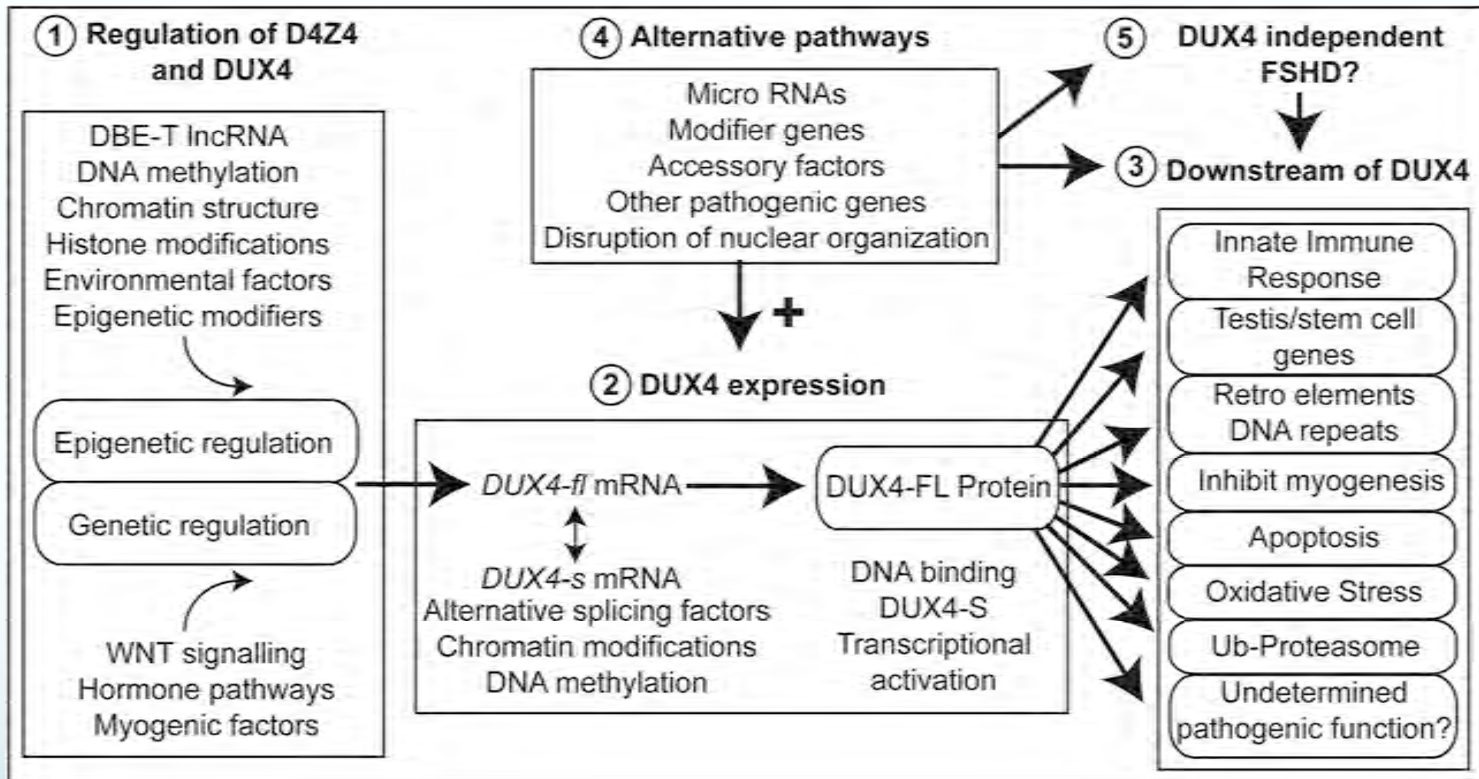 ① Regulation of D4Z4
and DUX4
DBE-T lncRNA
DNA methylation
Chromatin structure
Histone modifications
Environmental factors
Epigenetic modifiers
Epigenetic regulation
Genetic regulation
WNT signalling
Hormone pathways
Myogenic factors
④ Alternative pathways
Micro RNAs
Modifier genes
Accessory factors
Other pathogenic genes
Disruption of nuclear organization
+
② DUX4 expression
DUX4-fl mRNA
DUX4-s mRNA
Alternative splicing factors
Chromatin modifications
DNA methylation
DUX4-FL Protein
DNA binding
DUX4-S
Transcriptional
activation
⑤ DUX4 independent
FSHD?
③ Downstream of DUX4
Innate Immune
Response
Testis/stem cell
genes
Retro elements
DNA repeats
Inhibit myogenesis
Apoptosis
Oxidative Stress
Ub-Proteasome
Undetermined
pathogenic function?